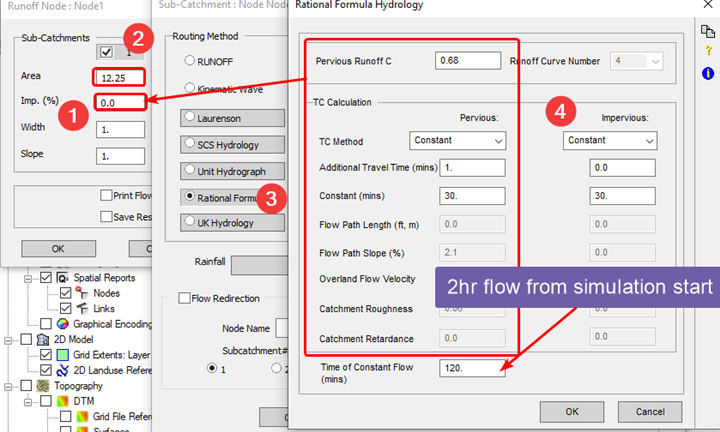 Runoff Node : Node1
Sub-Catchments
1
2
Area
12.25
Imp. (%)
0.0
1
Width
1.
Slope
1.
Print Flow
Save Res
OK
Spatial Reports
Nodes
Links
Graphical Encoding
2D Model
Grid Extents: Layer
2D Landuse Refere
Topography
DTM
Grid File Refer
Surfaces
Sub-Catchment : Node Node
Routing Method
RUNOFF
Kinematic Wave
Laurenson
SCS Hydrology
Unit Hydrograph
Rational Formu
3
UK Hydrology
Rainfall
Flow Redirection
Node Name
Subcatchment#
1
2
Rational Formula Hydrology
Pervious Runoff C
0.68
Runoff Curve Number
4
TC Calculation
4
Pervious:
Impervious:
TC Method
Constant
Constant
Additional Travel Time (mins)
1.
0.0
Constant (mins)
30.
30.
Flow Path Length (ft, m)
0.0
0.0
Flow Path Slope (%)
2.1
0.0
Overland Flow Velocity
2hr flow from simulation start
Catchment Roughness
Catchment Retardance
0.0
0.0
Time of Constant Flow
(mins)
120.
OK
Cancel
?
i